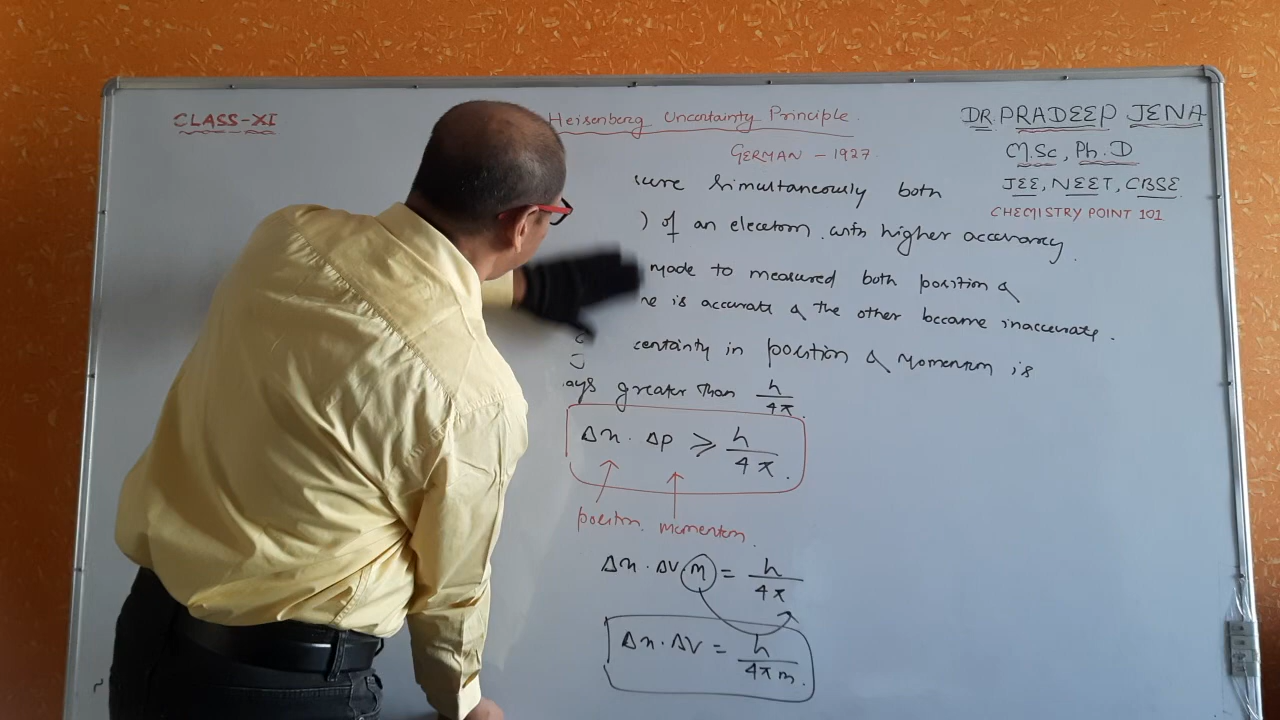 CLASS-XI
Heisenberg Uncertainty Principle.
GERMAN - 1927.
DR. PRADEEP JENA
M.Sc, Ph.D
JEE, NEET, CBSE
CHEMISTRY POINT 101
sure simultaneously both
) of an electron with higher accuracy.
made to measured both position &
ne is accurate & the other became inaccurate.
certainty in position & momentum is
ays greater than h/4π
Δx. Δp ≥ h/4π.
position. momentum.
Δx. ΔV m = h/4π
Δx. ΔV = h/4πm.